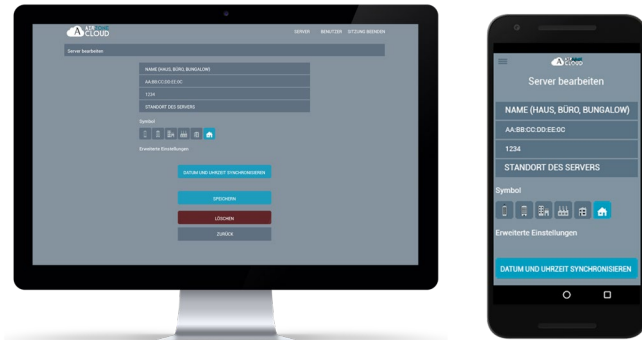 AIRZONE
CLOUD
SERVER BENUTZER SITZUNG BEENDEN
Server bearbeiten
NAME (HAUS, BÜRO, BUNGALOW)
AA:BB:CC:DD:EE:0C
1234
STANDORT DES SERVERS
Symbol
Erweiterte Einstellungen
DATUM UND UHRZEIT SYNCHRONISIEREN
SPEICHERN
LÖSCHEN
ZURÜCK
AIRZONE
CLOUD
Server bearbeiten
NAME (HAUS, BÜRO, BUNGALOW)
AA:BB:CC:DD:EE:0C
1234
STANDORT DES SERVERS
Symbol
Erweiterte Einstellungen
DATUM UND UHRZEIT SYNCHRONISIEREN